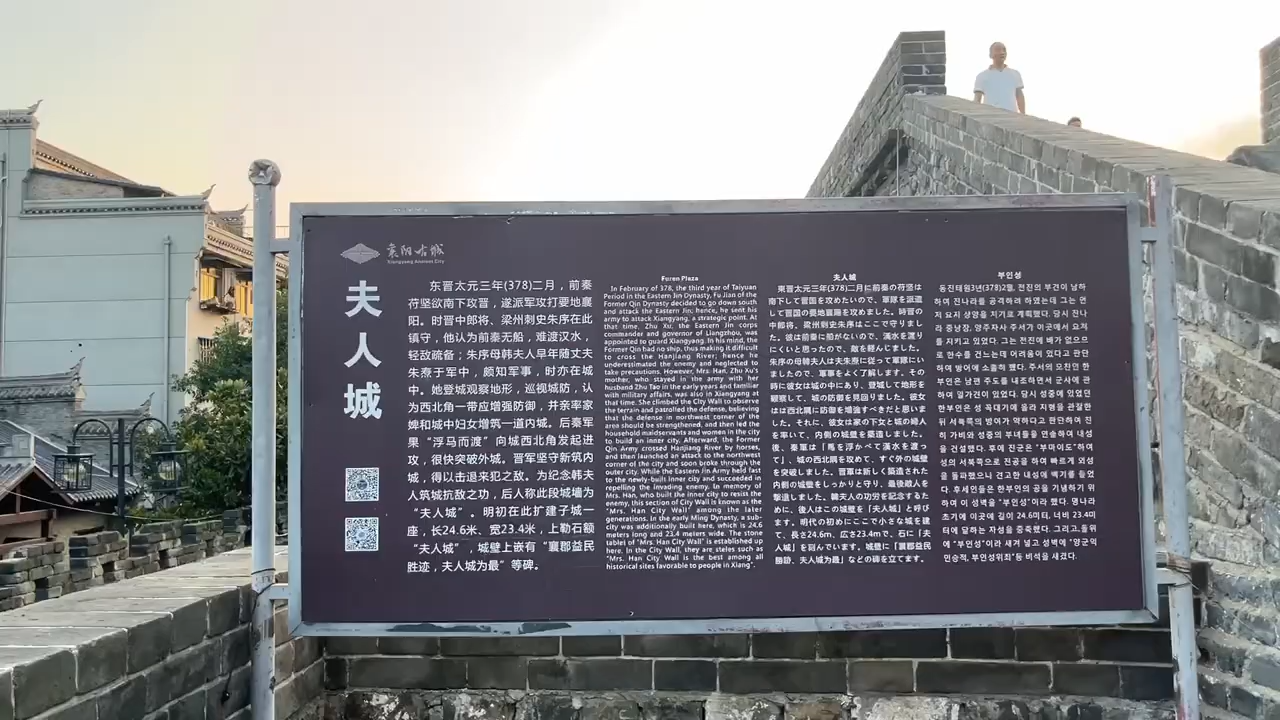 襄阳古城
Xiangyang Ancient City
夫人城
东晋太元三年(378)二月，前秦
苻坚欲南下攻晋，遂派军攻打要地襄
阳。时晋中郎将、梁州刺史朱序在此
镇守，他认为前秦无船，难渡汉水，
轻敌疏备；朱序母韩夫人早年随丈夫
朱焘于军中，颇知军事，时亦在城
中。她登城观察地形，巡视城防，认
为西北角一带应增强防御，并亲率家
婢和城中妇女增筑一道内城。后秦军
果“浮马而渡”向城西北角发起进
攻，很快突破外城。晋军坚守新筑内
城，得以击退来犯之敌。为纪念韩夫
人筑城抗敌之功，后人称此段城墙为
“夫人城”。明初在此扩建子城一
座，长24.6米、宽23.4米，上勒石额
“夫人城”，城壁上嵌有“襄郡益民
胜迹，夫人城为最”等碑。
Furen Plaza
In February of 378, the third year of Taiyuan
Period in the Eastern Jin Dynasty, Fu Jian of the
Former Qin Dynasty decided to go down south
and attack the Eastern Jin; hence, he sent his
army to attack Xiangyang, a strategic point. At
that time, Zhu Xu, the Eastern Jin corps
commander and governor of Liangzhou, was
appointed to guard Xiangyang. In his mind, the
Former Qin had no ship, thus making it difficult
to cross the Hanjiang River; hence he
underestimated the enemy and neglected to
take precautions. However, Mrs. Han, Zhu Xu's
mother, who stayed in the army with her
husband Zhu Tao in the early years and familiar
with military affairs, was also in Xiangyang at
that time. She climbed the City Wall to observe
the terrain and patrolled the defense, believing
that the defense in northwest corner of the
area should be strengthened, and then led the
household maidservants and women in the city
to build an inner city. Afterward, the Former
Qin Army crossed Hanjiang River by horses,
and then launched an attack to the northwest
corner of the city and soon broke through the
outer city. While the Eastern Jin Army held fast
to the newly-built inner city and succeeded in
repelling the invading enemy. In memory of
Mrs. Han, who built the inner city to resist the
enemy, this section of City Wall is known as the
"Mrs. Han City Wall" among the later
generations. In the early Ming Dynasty, a sub-
city was additionally built here, which is 24.6
meters long and 23.4 meters wide. The stone
tablet of "Mrs. Han City Wall" is established up
here. In the City Wall, they are steles such as
"Mrs. Han City Wall is the best among all
historical sites favorable to people in Xiang".
夫人城
東晋太元三年(378)二月に前秦の苻堅は
南下して晋国を攻めたいので、軍隊を派遣
して晋国の要地襄陽を攻めました。時晋の
中郎将、梁州刺史朱序はここで守りまし
た。彼は前秦に船がないので、漢水を渡り
にくいと思ったので、敵を軽んじました。
朱序の母韓夫人は夫朱燾に従って軍隊にい
ましたので、軍事をよく了解します。その
時に彼女は城の中にあり、登城して地形を
観察して、城の防御を見回りました。彼女
はは西北隅に防御を増強すべきだと思いま
した。それに、彼女は家の下女と城の婦人
を率いて、内側の城壁を築造しました。
後、秦軍は「馬を浮かべて漢水を渡っ
て」、城の西北隅を攻めて、すぐ外の城壁
を突破しました。晋軍は新しく築造された
内側の城壁をしっかりと守り、最後敵人を
撃退しました。韓夫人の功労を記念するた
めに、後人はこの城壁を「夫人城」と呼び
ます。明代の初めにここで小さな城を建
て、長さ24.6m、広さ23.4mで、石に「夫
人城」を刻んでいます。城壁に「襄郡益民
勝跡、夫人城为最」などの碑を立てます。
부인성
동진태원3년(378)2월, 전진의 부견이 남하
하여 진나라를 공격하려 하였는데 그는 먼
저 요지 상양을 치기로 계획했다. 당시 진나
라 중낭장, 양주자사 주서가 이곳에서 요저
를 지키고 있었다. 그는 전진에 배가 없으므
로 한수를 건느는데 어려움이 있다고 판단
하여 방어에 소홀히 했다. 주서의 모친인 한
부인은 남편 주도를 내조하면서 군사에 관
하여 일가견이 있었다. 당시 성중에 있었던
한부인은 성 꼭대기에 올라 지형을 관찰한
뒤 서북쪽의 방어가 약하다고 판단하여 친
히 가비와 성중의 부녀들을 연솔하여 내성
을 건설했다. 후에 진군은 "부마이도"하여
성의 서북쪽으로 진공을 하여 빠르게 외성
을 돌파했으나 견고한 내성에 백기를 들었
다. 후세인들은 한부인의 공을 기념하기 위
하여 이 성벽을 "부인성"이라 했다. 명나라
초기에 이곳에 길이 24.6미터, 너비 23.4미
터에 달하는 자성을 중축했다. 그리고,돌위
에 "부인성"이라 새겨 넣고 성벽에 "양군익
민승적, 부인성위최"등 비석을 새겼다.